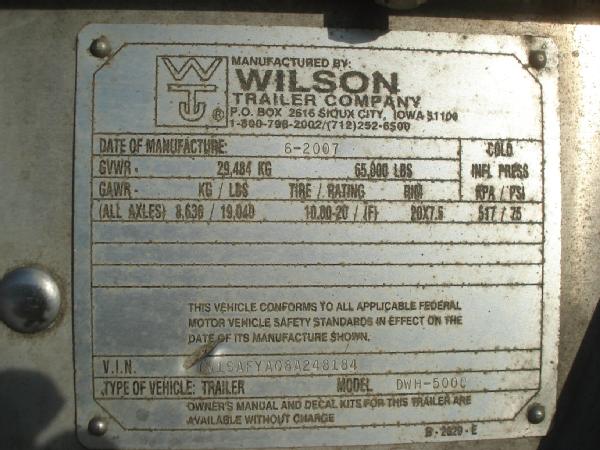 MANUFACTURED BY:
WILSON
TRAILER COMPANY
P.O. BOX 2616 SIOUX CITY, IOWA 51106
1-800-798-2002/(712)252-6500
DATE OF MANUFACTURE: 6-2007 COLD
GVWR - 29,484 KG 65,000 LBS INFL PRESS
GAWR - KG / LBS TIRE / RATING RIM KPA / PSI
(ALL AXLES) 8,636 / 19,040 10.00-20 / (F) 20X7.5 517 / 75
THIS VEHICLE CONFORMS TO ALL APPLICABLE FEDERAL
MOTOR VEHICLE SAFETY STANDARDS IN EFFECT ON THE
DATE OF ITS MANUFACTURE SHOWN.
V.I.N.
TYPE OF VEHICLE: TRAILER MODEL DWH-500C
OWNER'S MANUAL AND DECAL KITS FOR THIS TRAILER ARE
AVAILABLE WITHOUT CHARGE
B-2029-E